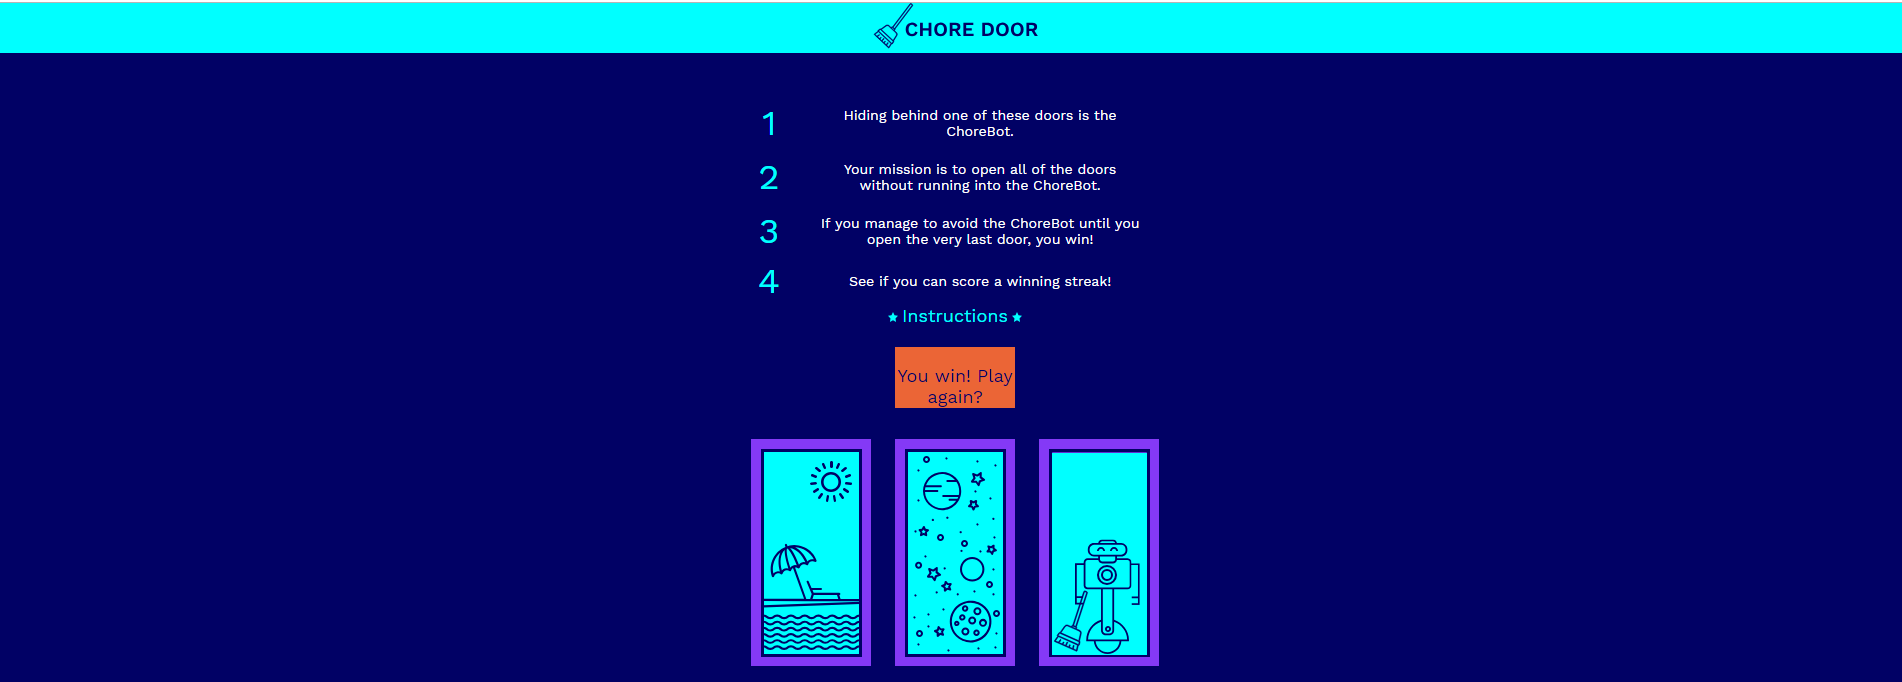 CHORE DOOR
1
Hiding behind one of these doors is the
ChoreBot.
2
Your mission is to open all of the doors
without running into the ChoreBot.
3
If you manage to avoid the ChoreBot until you
open the very last door, you win!
4
See if you can score a winning streak!
Instructions
You win! Play
again?